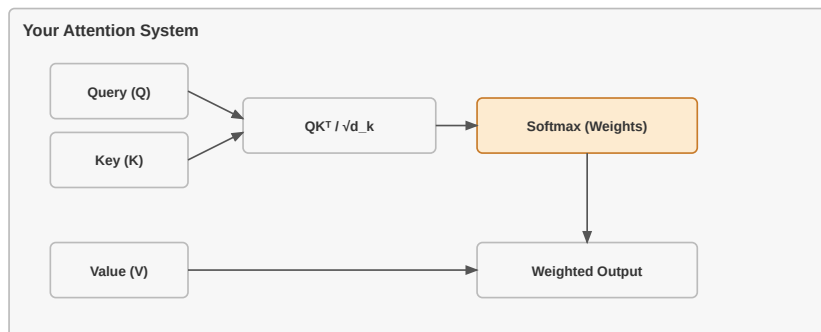 Your Attention System
Query (Q)
QKᵀ / √d_k
Softmax (Weights)
Key (K)
Value (V)
Weighted Output